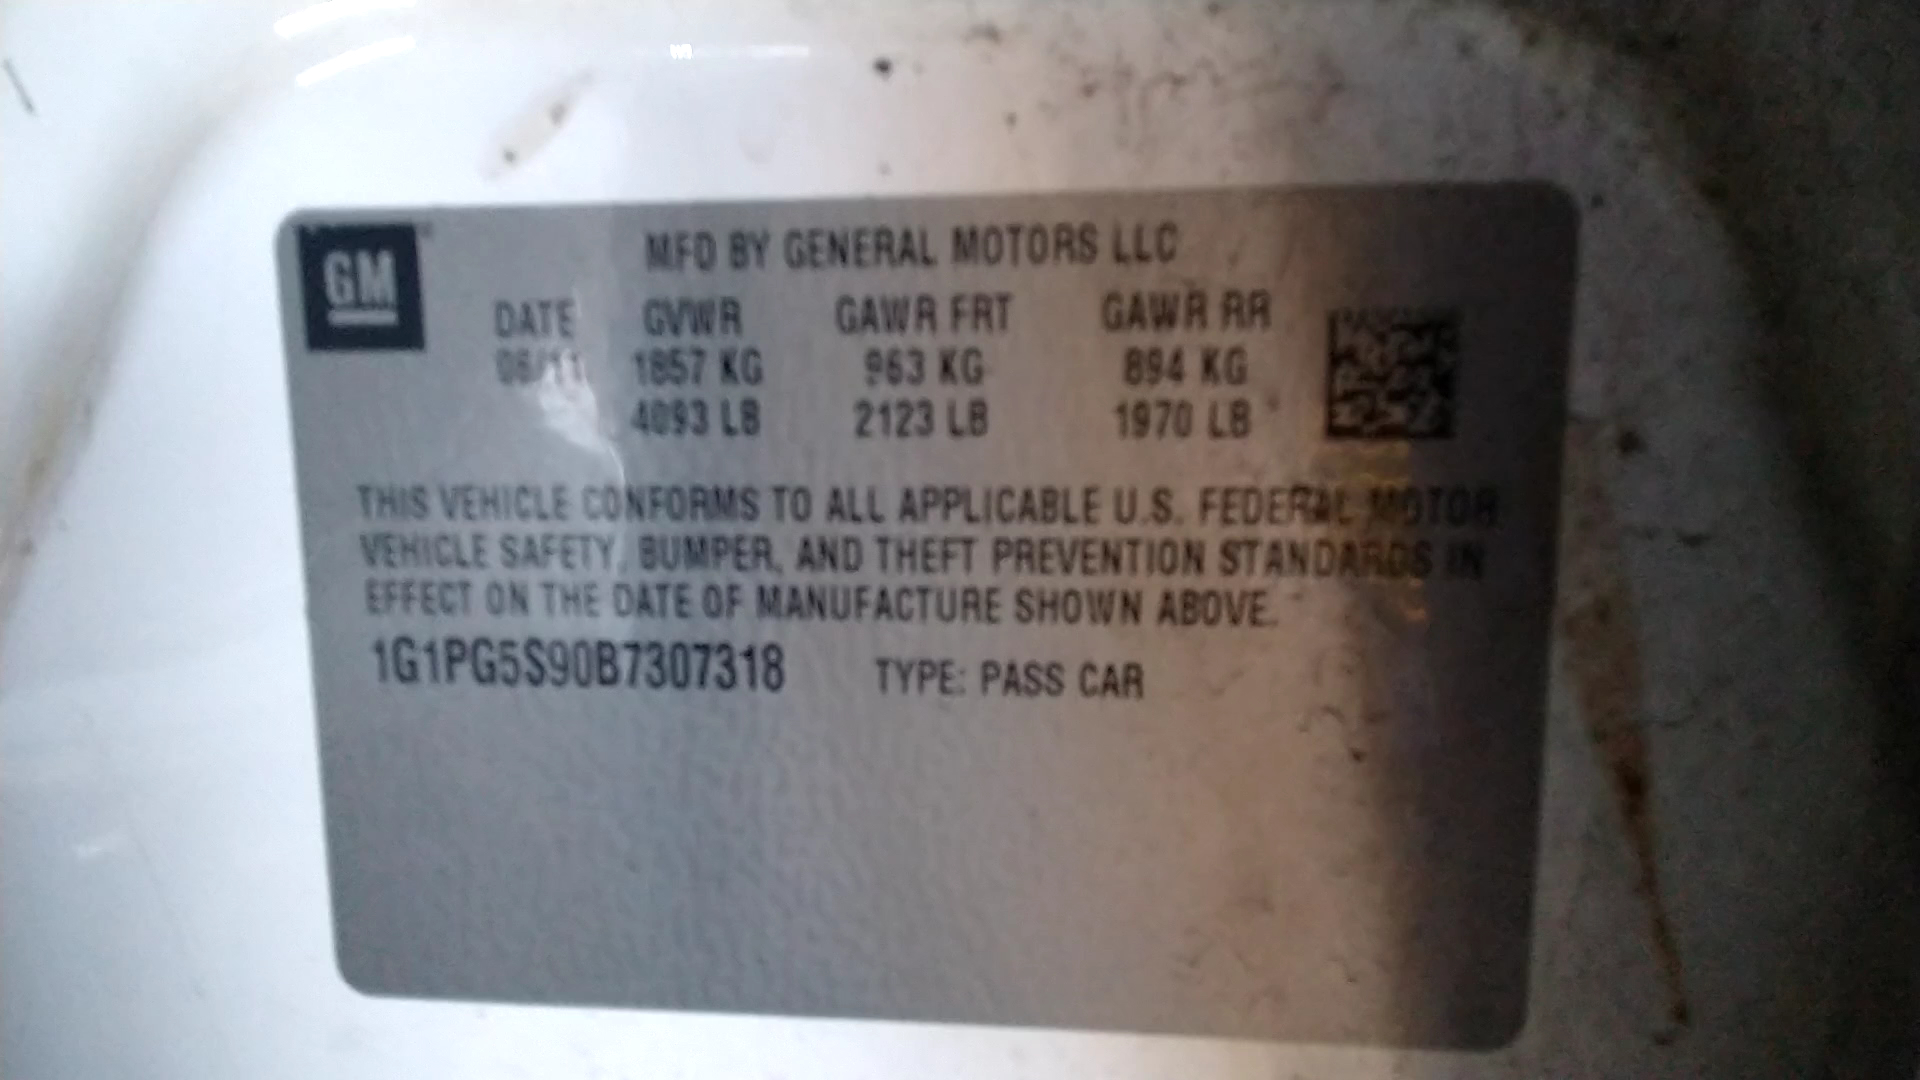 GM
MFD BY GENERAL MOTORS LLC
DATE GVWR GAWR FRT GAWR RR
06/11 1857 KG 963 KG 894 KG
4093 LB 2123 LB 1970 LB
THIS VEHICLE CONFORMS TO ALL APPLICABLE U.S. FEDERAL MOTOR
VEHICLE SAFETY, BUMPER, AND THEFT PREVENTION STANDARDS IN
EFFECT ON THE DATE OF MANUFACTURE SHOWN ABOVE.
1G1PG5S90B7307318 TYPE: PASS CAR